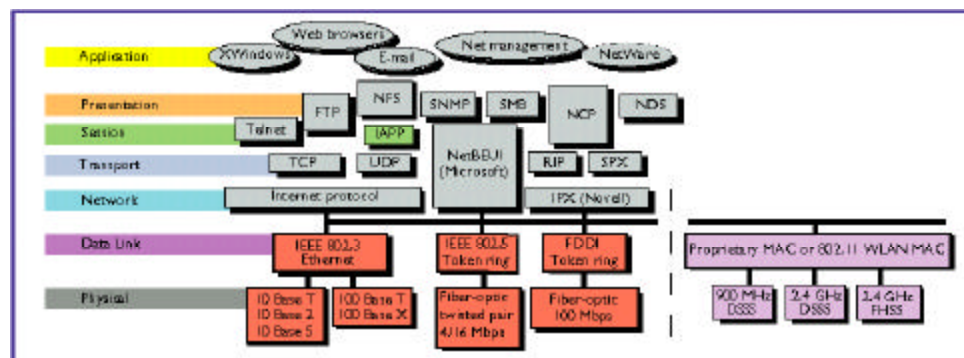 Application
XWindows
Web browsers
E-mail
Net management
NetWare
Presentation
FTP
NFS
SNMP
SMB
NCP
NDS
Session
Telnet
IAPP
Transport
TCP
UDP
NetBEUI
(Microsoft)
RIP
SPX
Network
Internet protocol
IPX (Novell)
Data Link
IEEE 802.3
Ethernet
IEEE 802.5
Token ring
FDDI
Token ring
Proprietary MAC or 802.11 WLAN MAC
Physical
10 Base T
10 Base 2
10 Base 5
100 Base T
100 Base X
Fiber-optic
twisted pair
4/16 Mbps
Fiber-optic
100 Mbps
900 MHz
DSSS
2.4 GHz
DSSS
2.4 GHz
FHSS